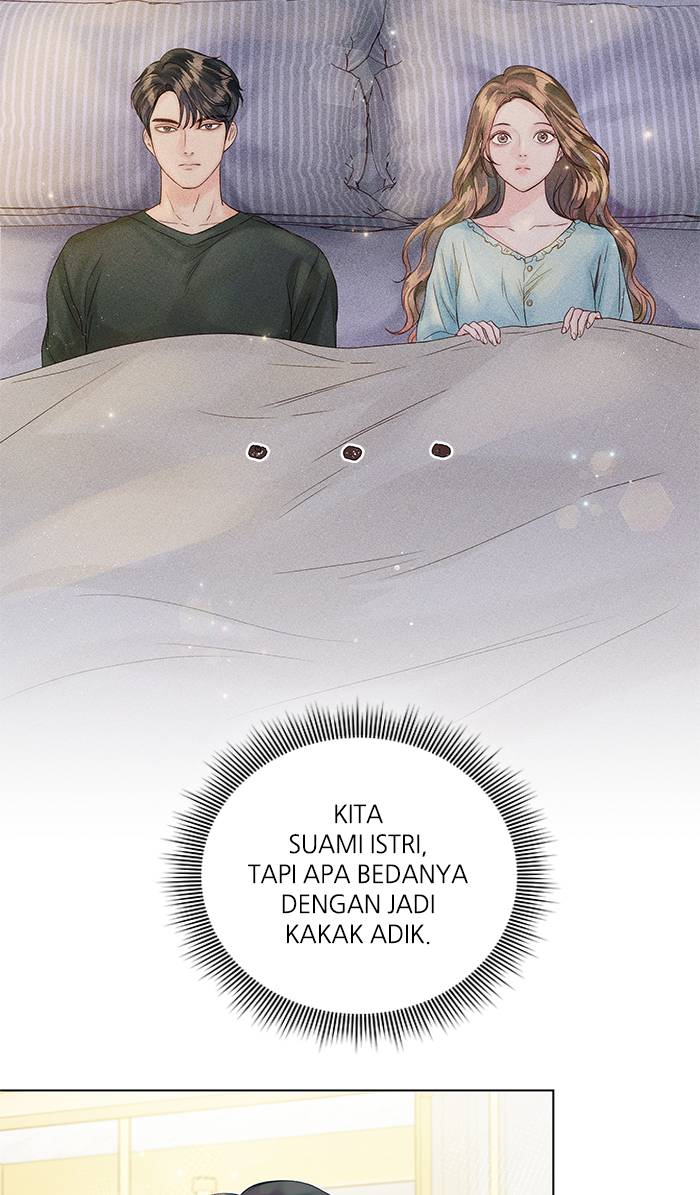 KITA
SUAMI ISTRI,
TAPI APA BEDANYA
DENGAN JADI
KAKAK ADIK.